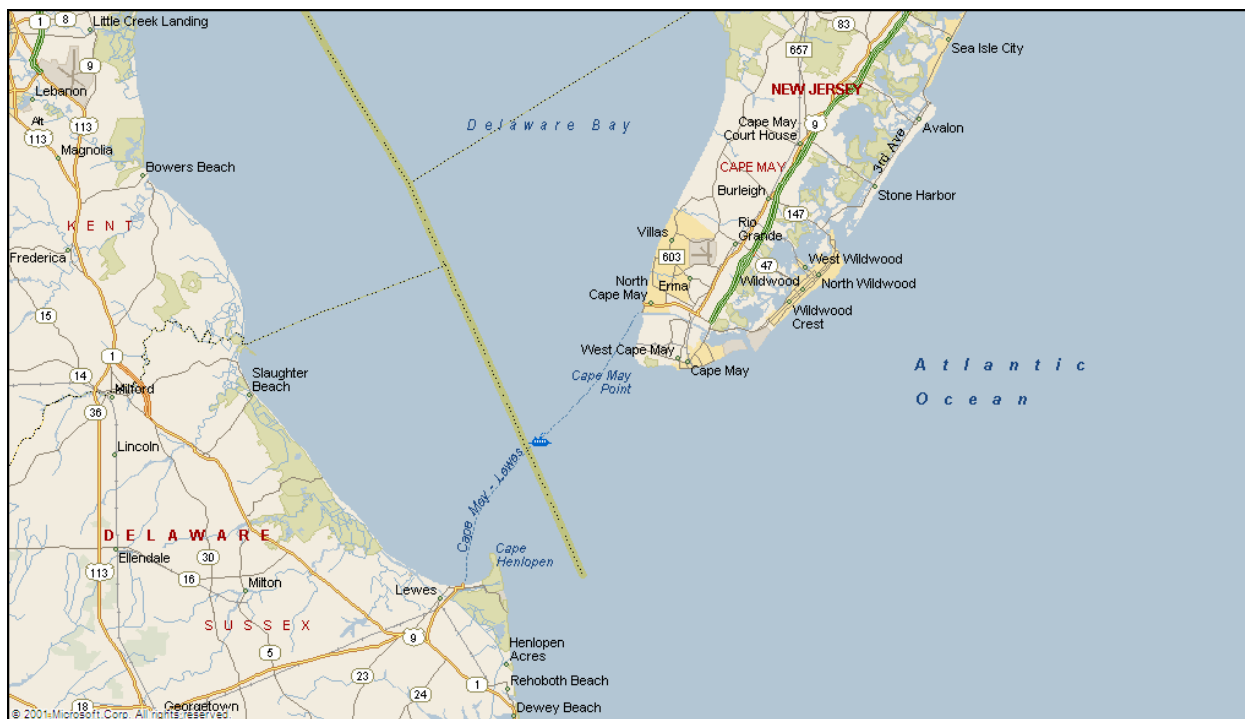 1
8
Little Creek Landing
83
657
Sea Isle City
9
Lebanon
NEW JERSEY
Alt
113
113
Magnolia
Delaware Bay
Cape May
Court House
9
3rd Ave
Avalon
Bowers Beach
CAPE MAY
Burleigh
Stone Harbor
147
KENT
Villas
Rio
Grande
Frederica
603
47
West Wildwood
North
Cape May
Erma
Wildwood
North Wildwood
Wildwood
Crest
15
1
West Cape May
Cape May
Cape May
Point
Atlantic
Ocean
14
Milford
Slaughter
Beach
36
Lincoln
Cape May - Lewes
DELAWARE
Ellendale
30
Cape
Henlopen
113
16
Milton
Lewes
SUSSEX
9
5
Henlopen
Acres
23
Rehoboth Beach
24
1
18
Georgetown
Dewey Beach
© 2001 Microsoft Corp. All rights reserved.